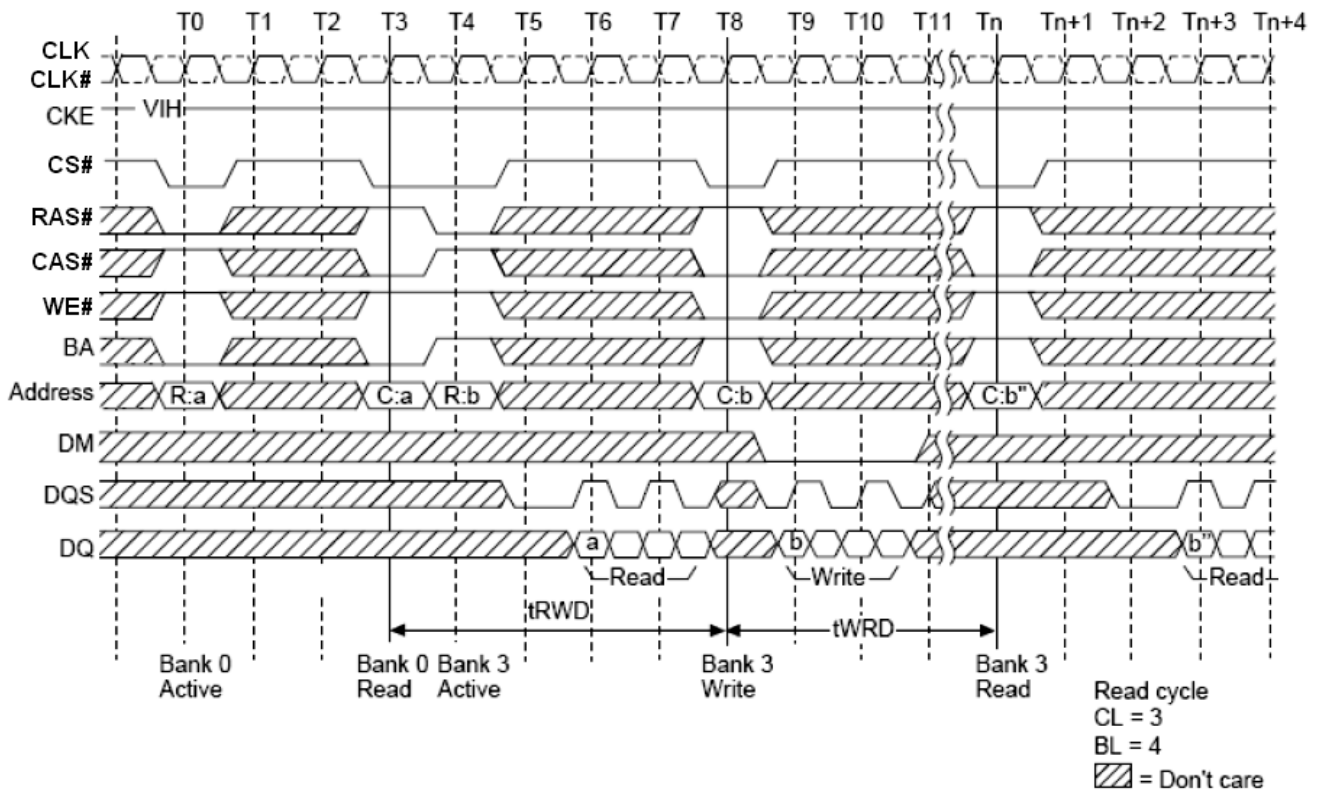 T0 T1 T2 T3 T4 T5 T6 T7 T8 T9 T10 T11 Tn Tn+1 Tn+2 Tn+3 Tn+4
CLK
CLK#
CKE VIH
CS#
RAS#
CAS#
WE#
BA
Address R:a C:a R:b C:b C:b"
DM
DQS
DQ a b b"
Read Write Read
tRWD
tWRD
Bank 0 Bank 0 Bank 3 Bank 3 Bank 3
Active Read Active Write Read
Read cycle
CL = 3
BL = 4
= Don't care